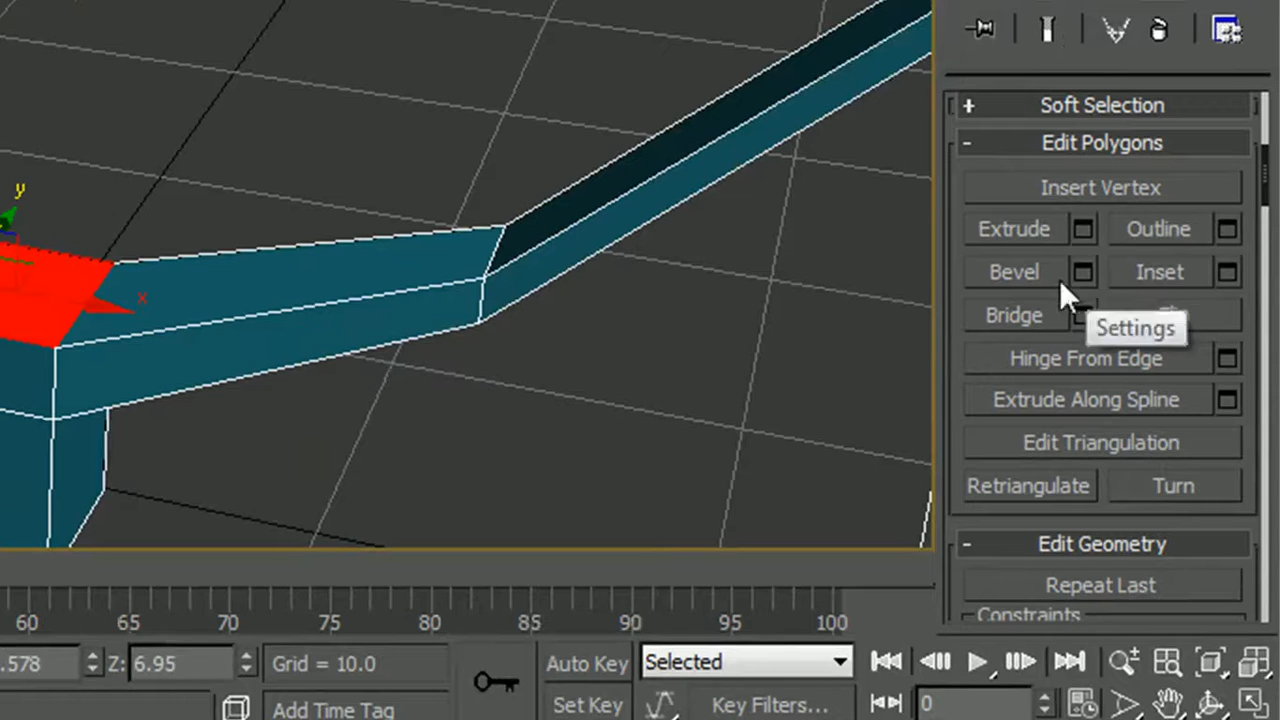 y
x
+ Soft Selection
- Edit Polygons
Insert Vertex
Extrude Outline
Bevel Inset
Bridge
Settings
Hinge From Edge
Extrude Along Spline
Edit Triangulation
Retriangulate Turn
- Edit Geometry
Repeat Last
Constraints
60 65 70 75 80 85 90 95 100
.578 Z: 6.95 Grid = 10.0 Auto Key Selected
Add Time Tag Set Key Key Filters... 0